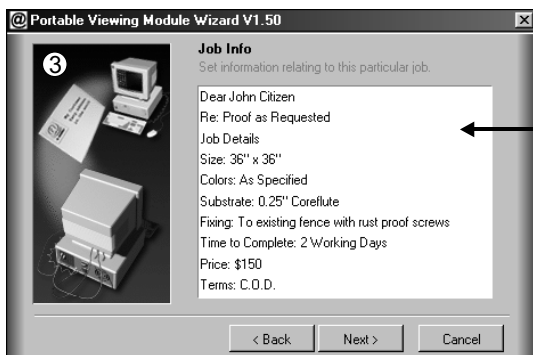 @ Portable Viewing Module Wizard V1.50
3
Job Info
Set information relating to this particular job.
Dear John Citizen
Re: Proof as Requested
Job Details
Size: 36" x 36"
Colors: As Specified
Substrate: 0.25" Coreflute
Fixing: To existing fence with rust proof screws
Time to Complete: 2 Working Days
Price: $150
Terms: C.O.D.
< Back
Next >
Cancel